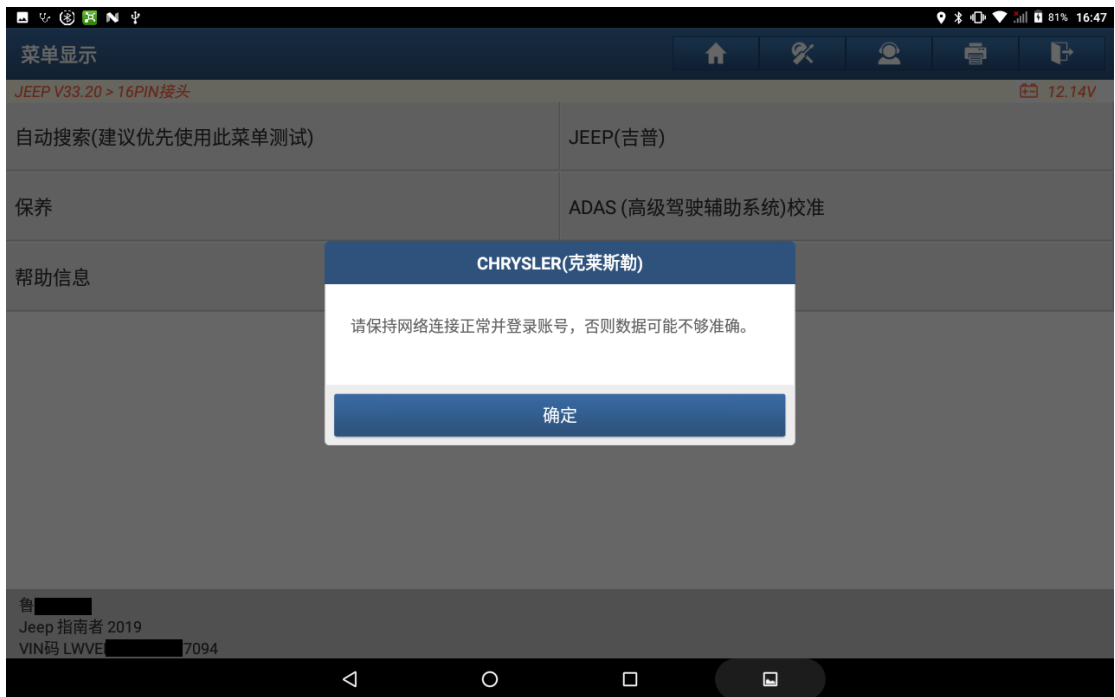 81% 16:47
菜单显示
JEEP V33.20 > 16PIN接头 12.14V
自动搜索(建议优先使用此菜单测试) JEEP(吉普)
保养 ADAS (高级驾驶辅助系统)校准
帮助信息
CHRYSLER(克莱斯勒)
请保持网络连接正常并登录账号，否则数据可能不够准确。
确定
鲁
Jeep 指南者 2019
VIN码 LWVE 7094